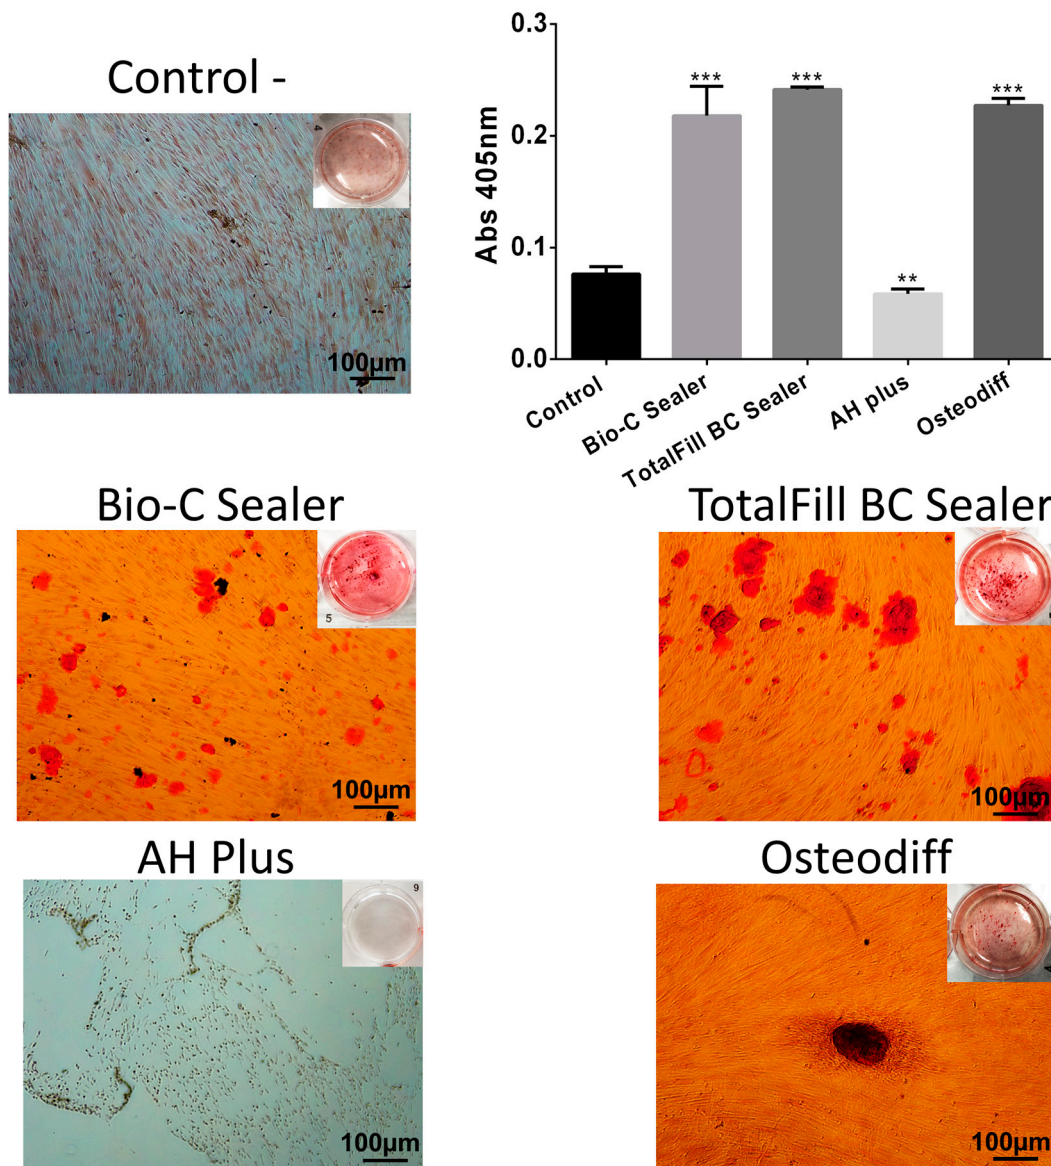 Control -
4
100µm
0.3
0.2
0.1
0.0
Abs 405nm
***
***
**
***
Control
Bio-C Sealer
TotalFill BC Sealer
AH plus
Osteodiff
Bio-C Sealer
5
100µm
TotalFill BC Sealer
100µm
AH Plus
9
100µm
Osteodiff
100µm